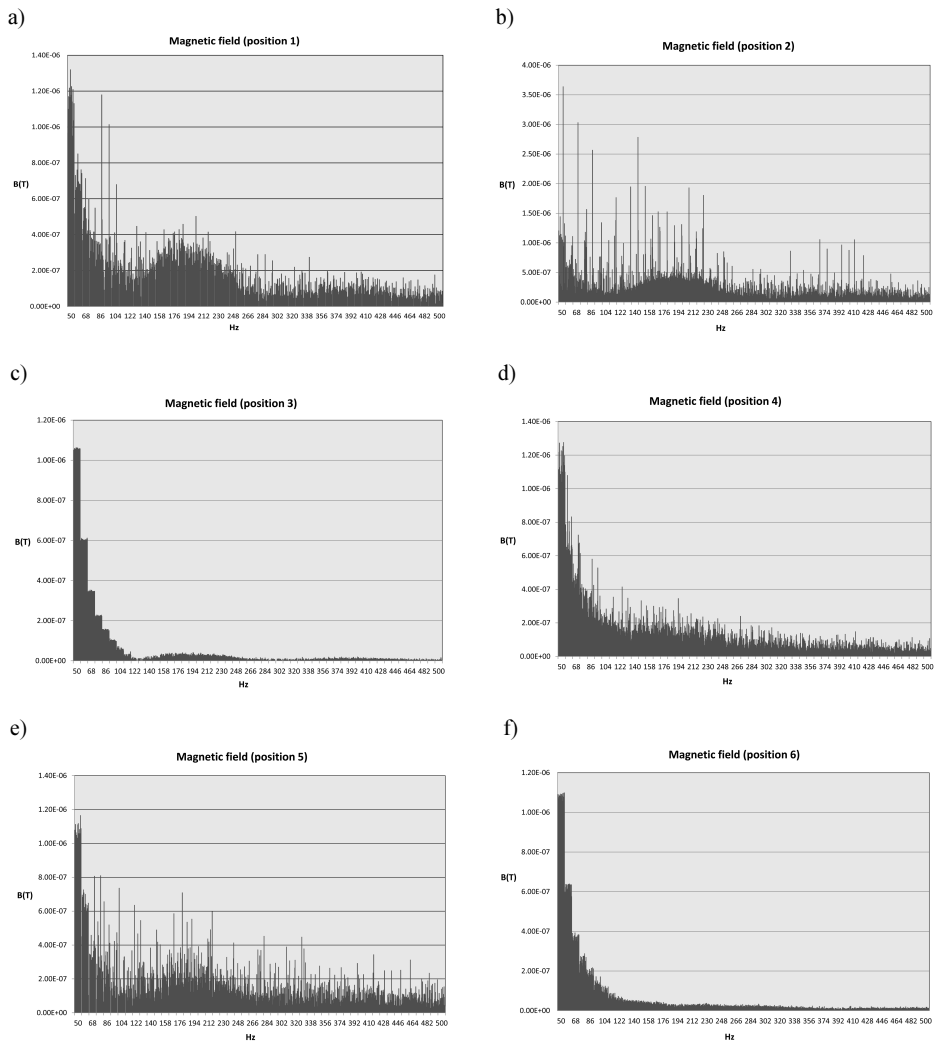 a)
Magnetic field (position 1)
1.40E-06
1.20E-06
1.00E-06
8.00E-07
B(T)
6.00E-07
4.00E-07
2.00E-07
0.00E+00
50 68 86 104 122 140 158 176 194 212 230 248 266 284 302 320 338 356 374 392 410 428 446 464 482 500
Hz
b)
Magnetic field (position 2)
4.00E-06
3.50E-06
3.00E-06
2.50E-06
B(T)
2.00E-06
1.50E-06
1.00E-06
5.00E-07
0.00E+00
50 68 86 104 122 140 158 176 194 212 230 248 266 284 302 320 338 356 374 392 410 428 446 464 482 500
Hz
c)
Magnetic field (position 3)
1.20E-06
1.00E-06
8.00E-07
B(T)
6.00E-07
4.00E-07
2.00E-07
0.00E+00
50 68 86 104 122 140 158 176 194 212 230 248 266 284 302 320 338 356 374 392 410 428 446 464 482 500
Hz
d)
Magnetic field (position 4)
1.40E-06
1.20E-06
1.00E-06
8.00E-07
B(T)
6.00E-07
4.00E-07
2.00E-07
0.00E+00
50 68 86 104 122 140 158 176 194 212 230 248 266 284 302 320 338 356 374 392 410 428 446 464 482 500
Hz
e)
Magnetic field (position 5)
1.40E-06
1.20E-06
1.00E-06
8.00E-07
B(T)
6.00E-07
4.00E-07
2.00E-07
0.00E+00
50 68 86 104 122 140 158 176 194 212 230 248 266 284 302 320 338 356 374 392 410 428 446 464 482 500
Hz
f)
Magnetic field (position 6)
1.20E-06
1.00E-06
8.00E-07
B(T)
6.00E-07
4.00E-07
2.00E-07
0.00E+00
50 68 86 104 122 140 158 176 194 212 230 248 266 284 302 320 338 356 374 392 410 428 446 464 482 500
Hz